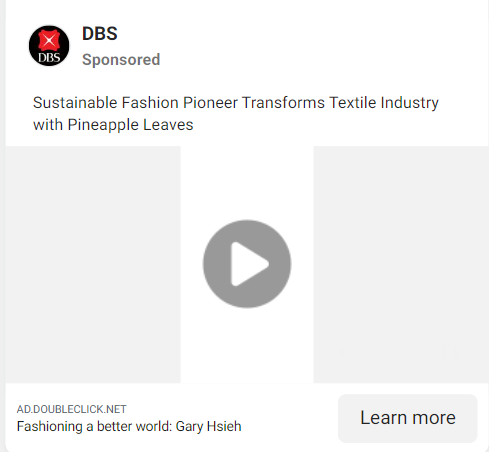 DBS
DBS
Sponsored
Sustainable Fashion Pioneer Transforms Textile Industry
with Pineapple Leaves
AD.DOUBLECLICK.NET
Fashioning a better world: Gary Hsieh
Learn more